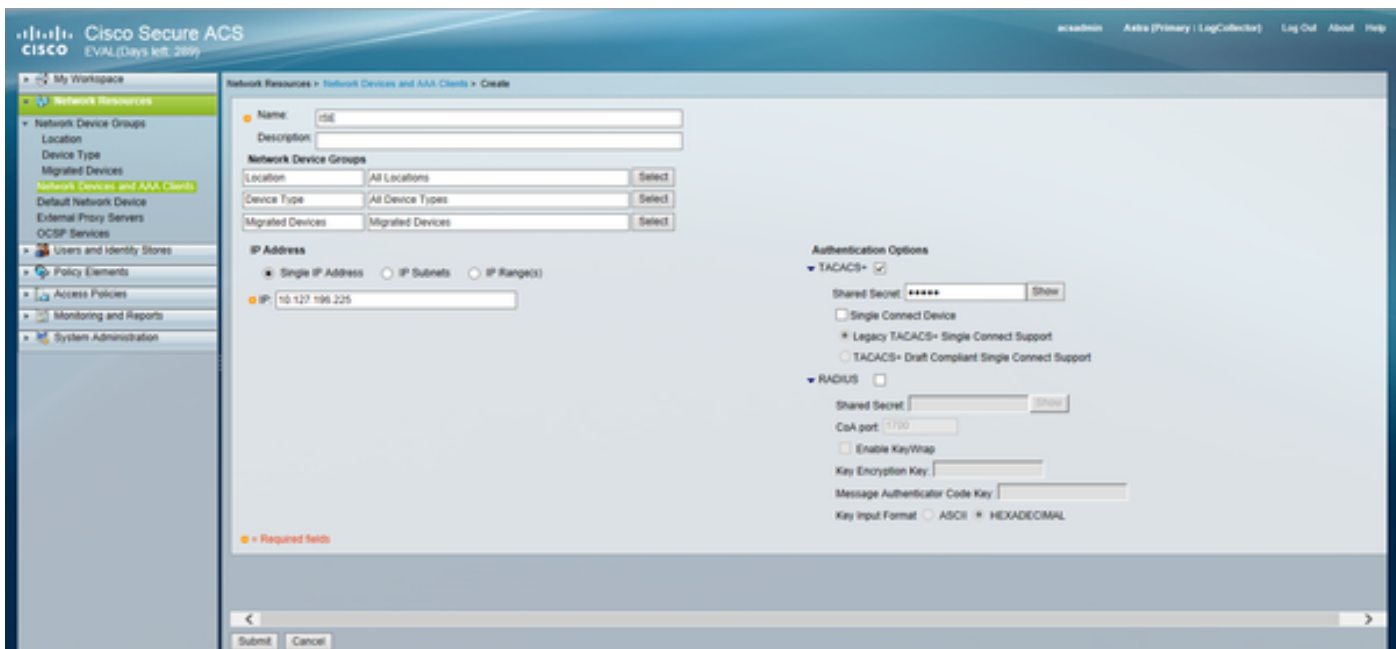 Cisco Secure ACS
CISCO EVAL(Days left: 289)
acsadmin Astra (Primary : LogCollector) Log Out About Help
My Workspace
Network Resources
Network Device Groups
Location
Device Type
Migrated Devices
Network Devices and AAA Clients
Default Network Device
External Proxy Servers
OCSP Services
Users and Identity Stores
Policy Elements
Access Policies
Monitoring and Reports
System Administration
Network Resources > Network Devices and AAA Clients > Create
Name: ISE
Description:
Network Device Groups
Location All Locations Select
Device Type All Device Types Select
Migrated Devices Migrated Devices Select
IP Address
Single IP Address IP Subnets IP Range(s)
IP: 10.127.196.225
Authentication Options
TACACS+
Shared Secret: ••••• Show
Single Connect Device
Legacy TACACS+ Single Connect Support
TACACS+ Draft Compliant Single Connect Support
RADIUS
Shared Secret: Show
CoA port: 1700
Enable KeyWrap
Key Encryption Key:
Message Authenticator Code Key:
Key Input Format ASCII HEXADECIMAL
= Required fields
Submit Cancel